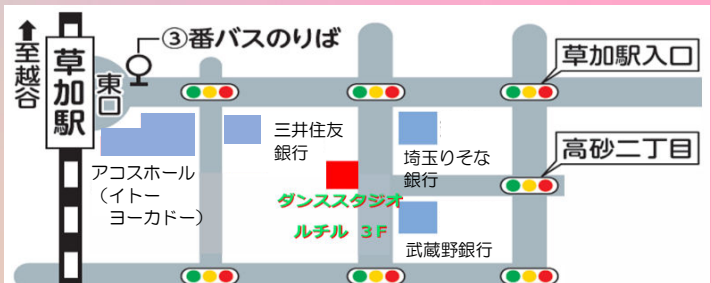 至越谷
草加駅
東口
③番バスのりば
草加駅入口
アコスホール
（イトー
ヨーカドー）
三井住友
銀行
埼玉りそな
銀行
高砂二丁目
ダンススタジオ
ルチル 3F
武蔵野銀行